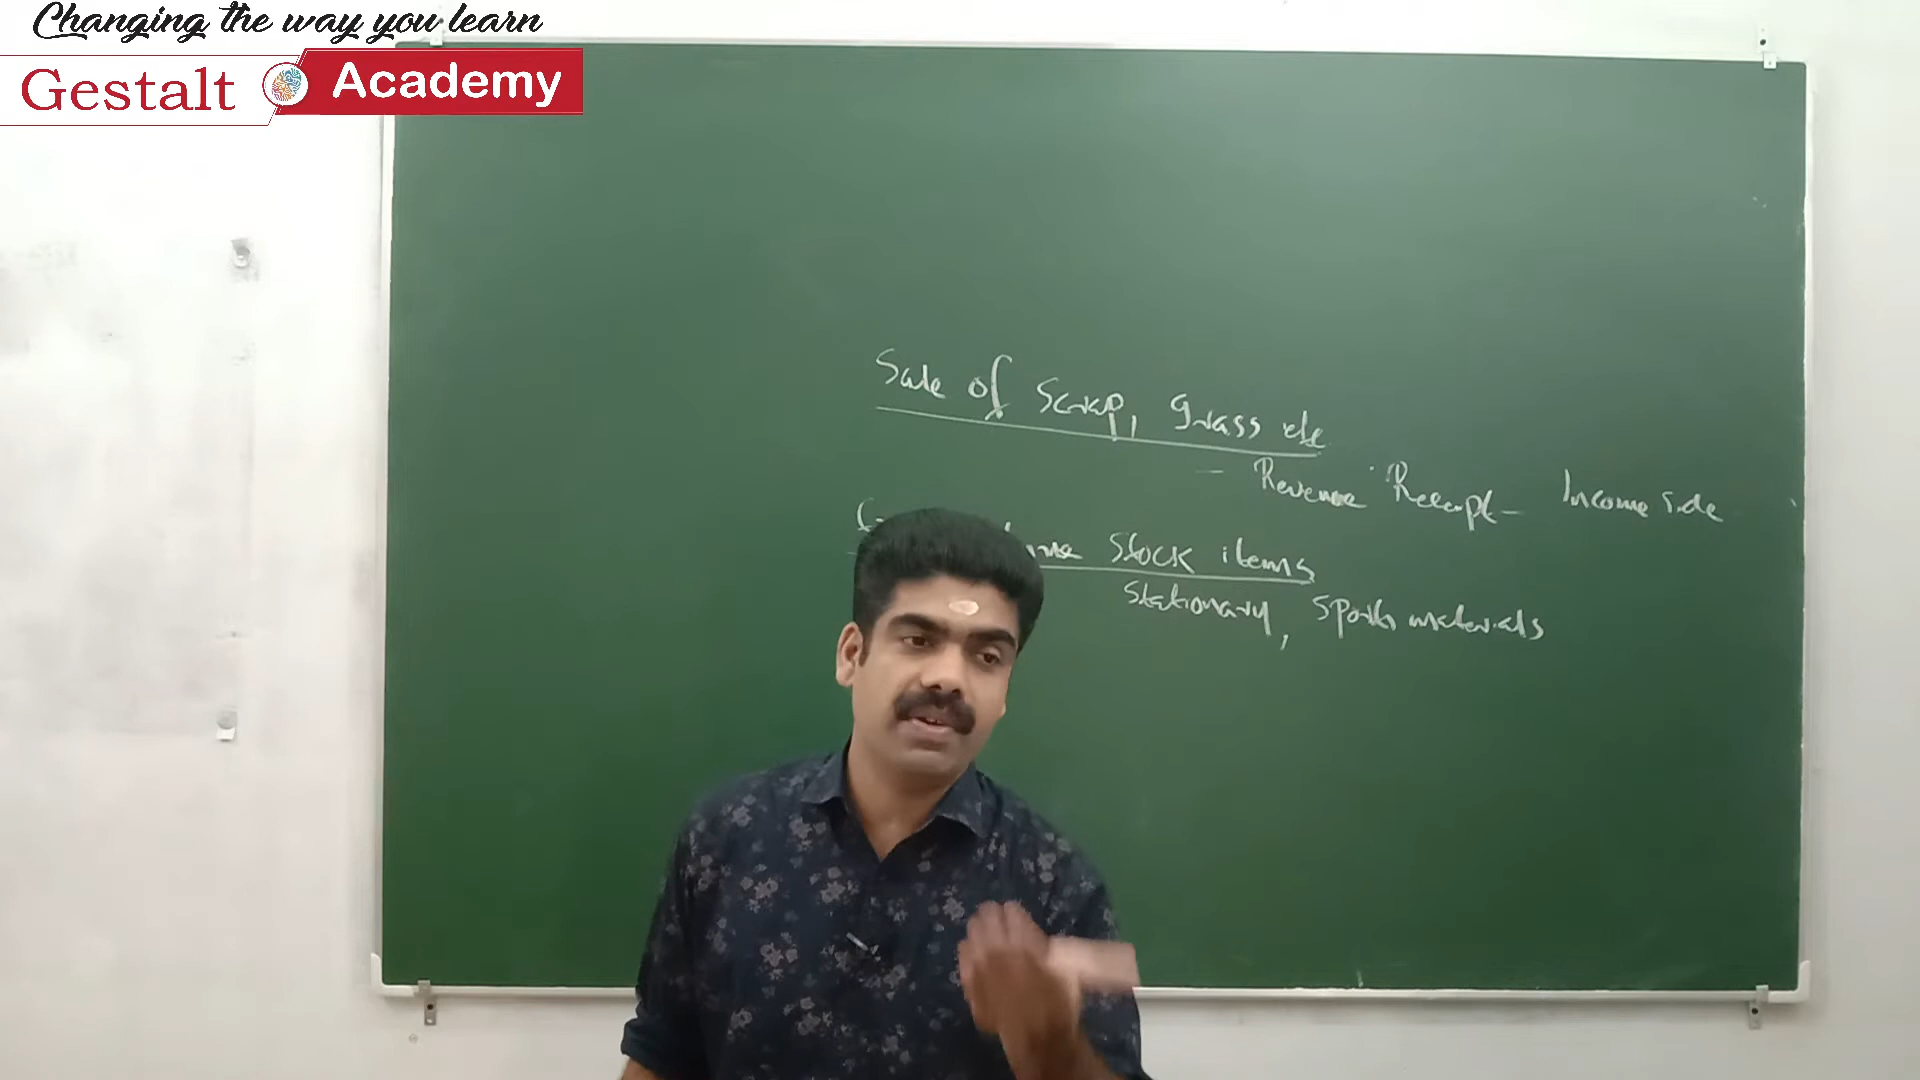 Changing the way you learn
Gestalt Academy
Sale of Scrap, grass etc
- Revenue Receipt - Income side
Stock items
Stationary, Sports materials